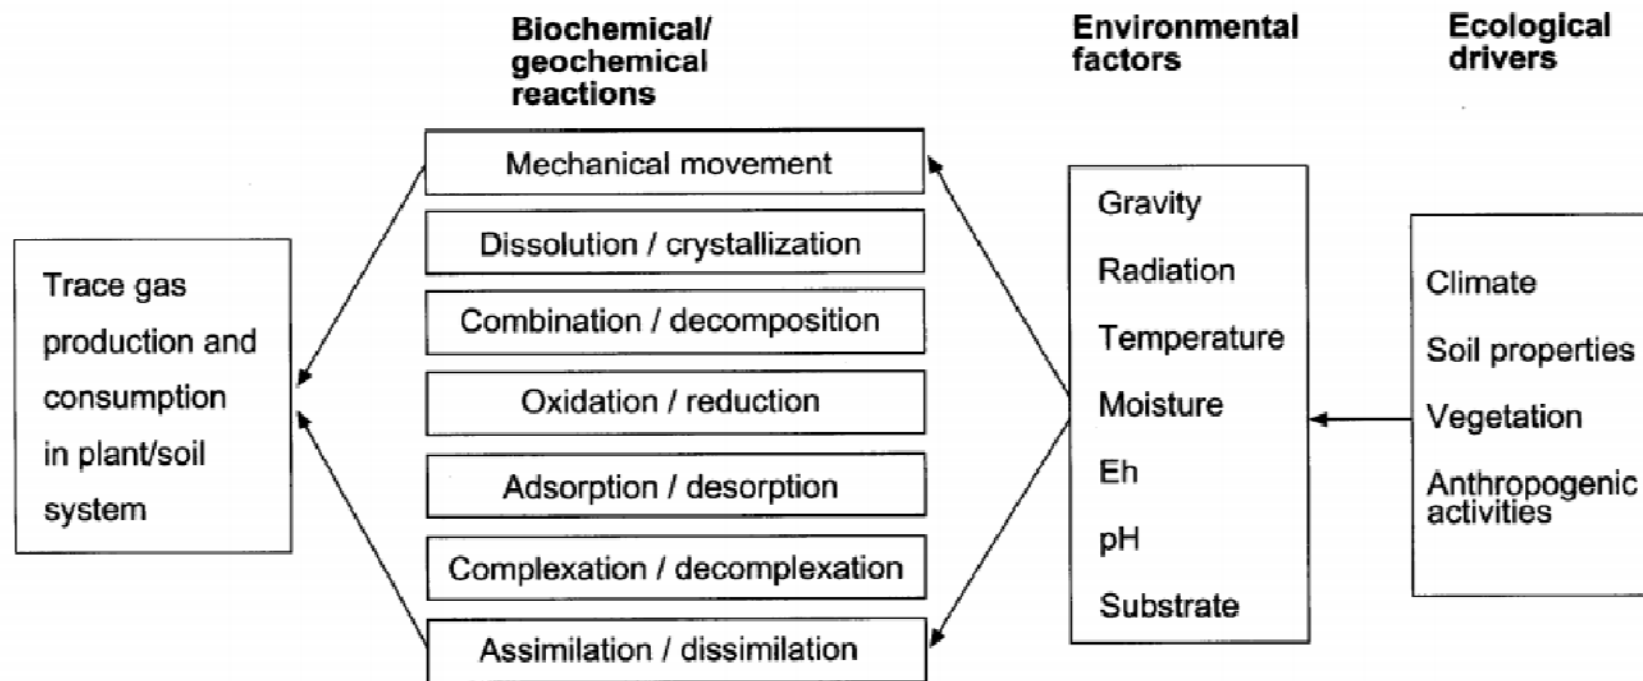 Biochemical/
geochemical
reactions
Environmental
factors
Ecological
drivers
Mechanical movement
Dissolution / crystallization
Combination / decomposition
Oxidation / reduction
Adsorption / desorption
Complexation / decomplexation
Assimilation / dissimilation
Trace gas
production and
consumption
in plant/soil
system
Gravity
Radiation
Temperature
Moisture
Eh
pH
Substrate
Climate
Soil properties
Vegetation
Anthropogenic
activities